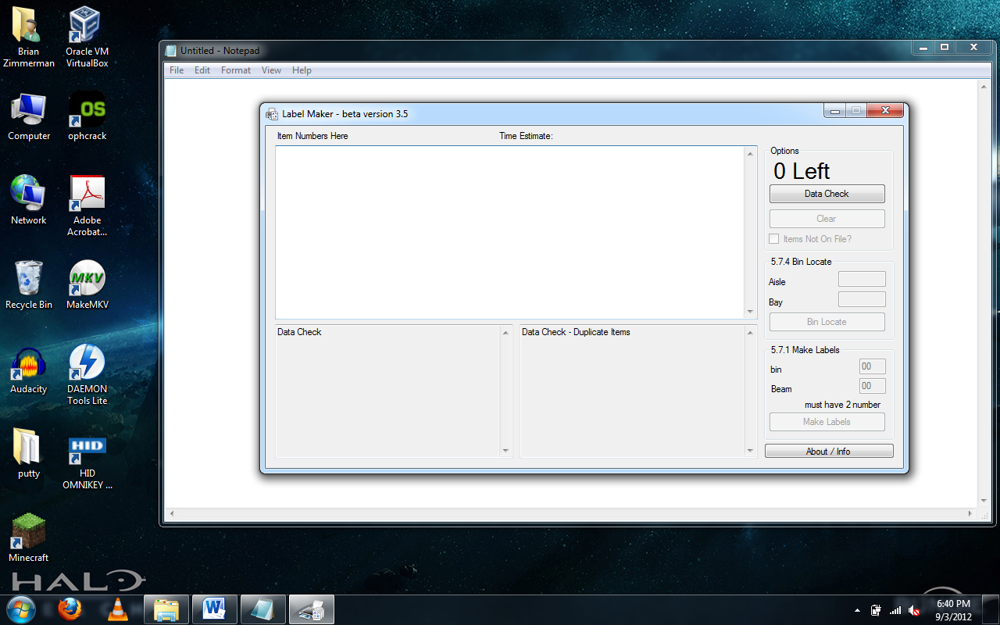 Brian
Zimmerman
Oracle VM
VirtualBox
Computer
OS
ophcrack
Network
Adobe
Acrobat...
Recycle Bin
MKV
MakeMKV
Audacity
DAEMON
Tools Lite
putty
HID
HID
OMNIKEY ...
Minecraft
HALO
Untitled - Notepad
File Edit Format View Help
Label Maker - beta version 3.5
Item Numbers Here
Time Estimate:
Options
0 Left
Data Check
Clear
Items Not On File?
5.7.4 Bin Locate
Aisle
Bay
Bin Locate
Data Check
Data Check - Duplicate Items
5.7.1 Make Labels
bin 00
Beam 00
must have 2 number
Make Labels
About / Info
W
6:40 PM
9/3/2012